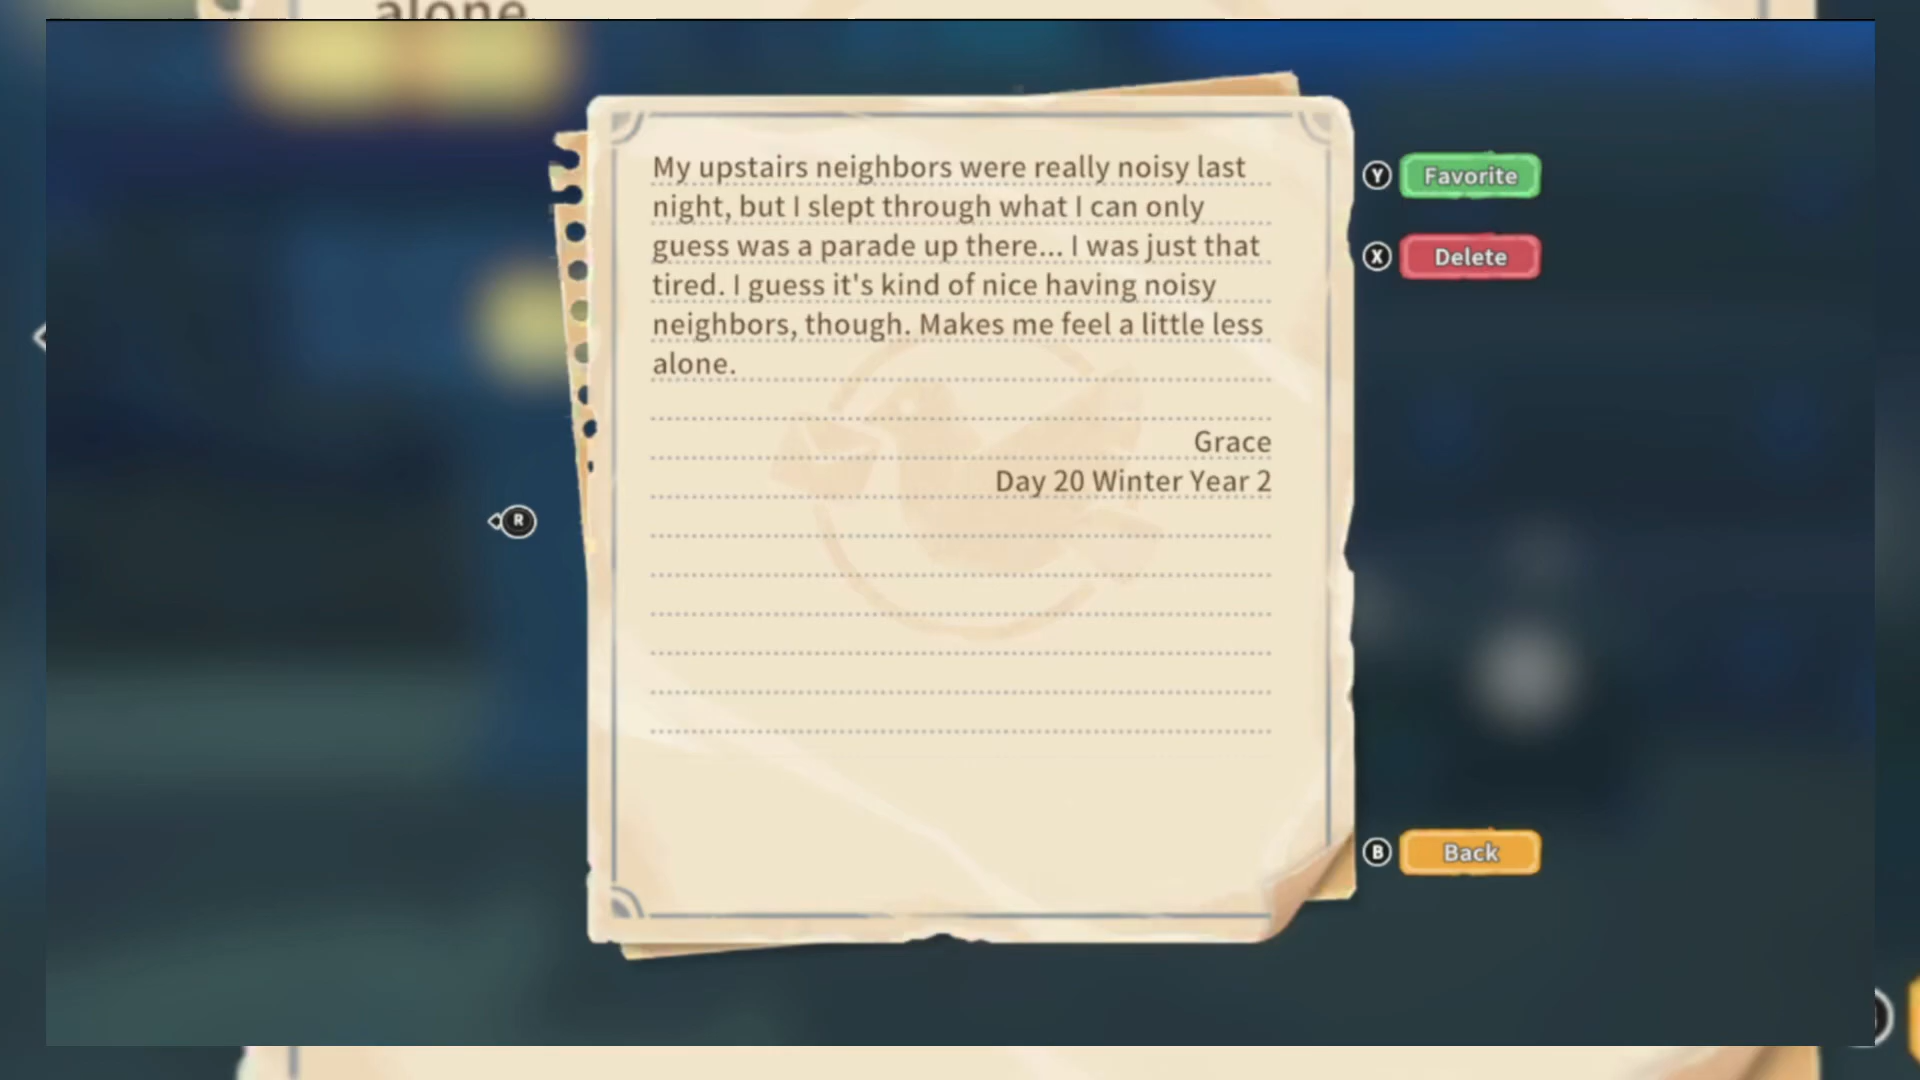 alone
My upstairs neighbors were really noisy last
night, but I slept through what I can only
guess was a parade up there... I was just that
tired. I guess it's kind of nice having noisy
neighbors, though. Makes me feel a little less
alone.
Grace
Day 20 Winter Year 2
Y Favorite
X Delete
R
B Back